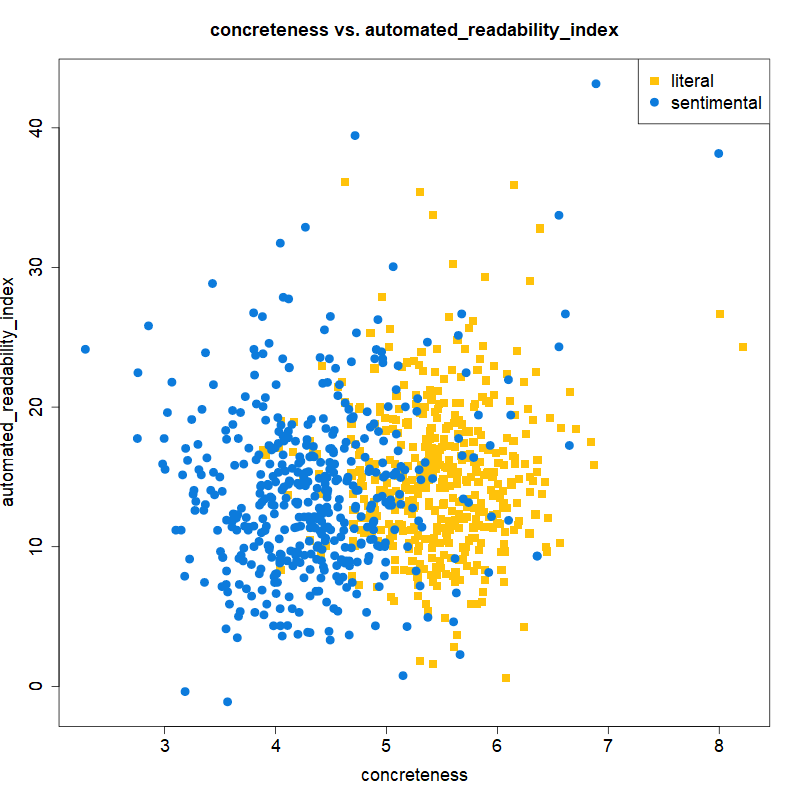 concreteness vs. automated_readability_index
literal
sentimental
automated_readability_index
40
30
20
10
0
3 4 5 6 7 8
concreteness